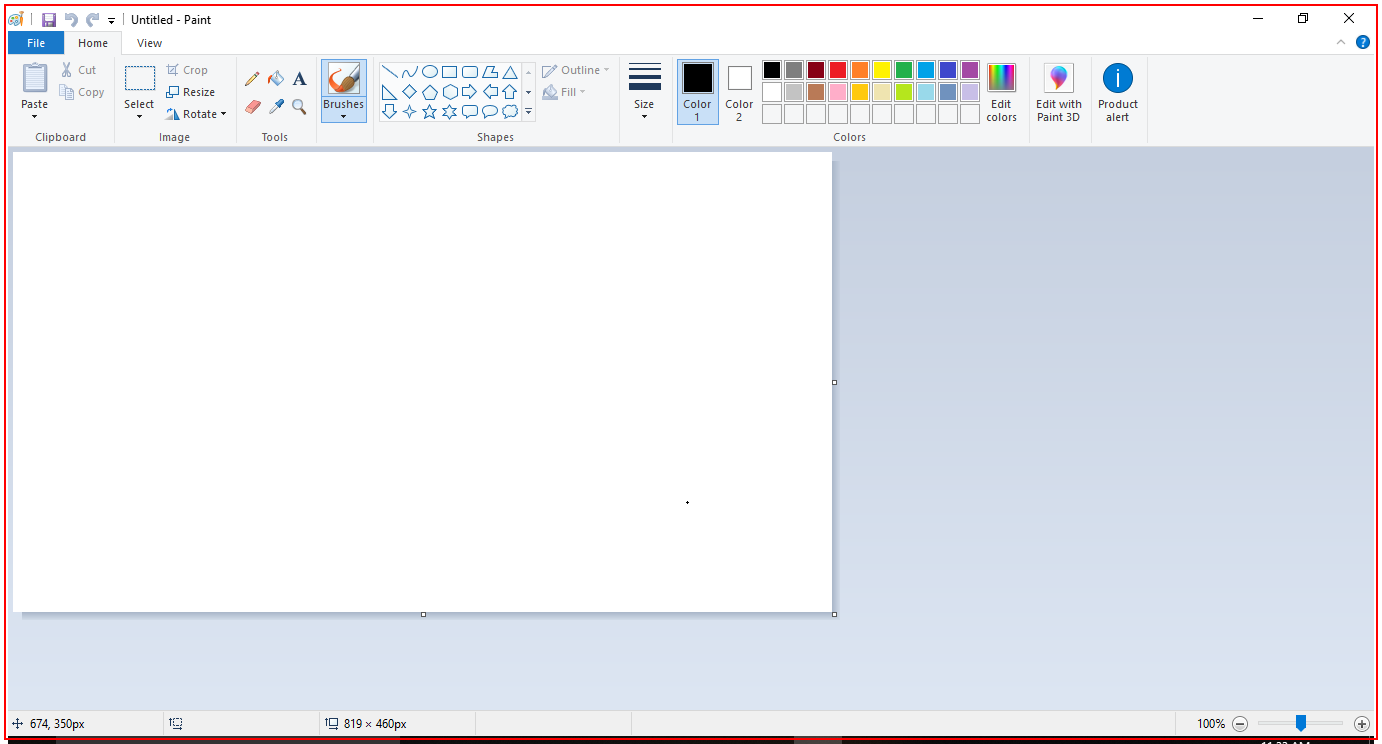 Untitled - Paint
File Home View
Paste
Cut
Copy
Clipboard
Select
Crop
Resize
Rotate
Image
A
Tools
Brushes
Shapes
Outline
Fill
Size
Color
1
Color
2
Colors
Edit
colors
Edit with
Paint 3D
Product
alert
674, 350px
819 × 460px
100%